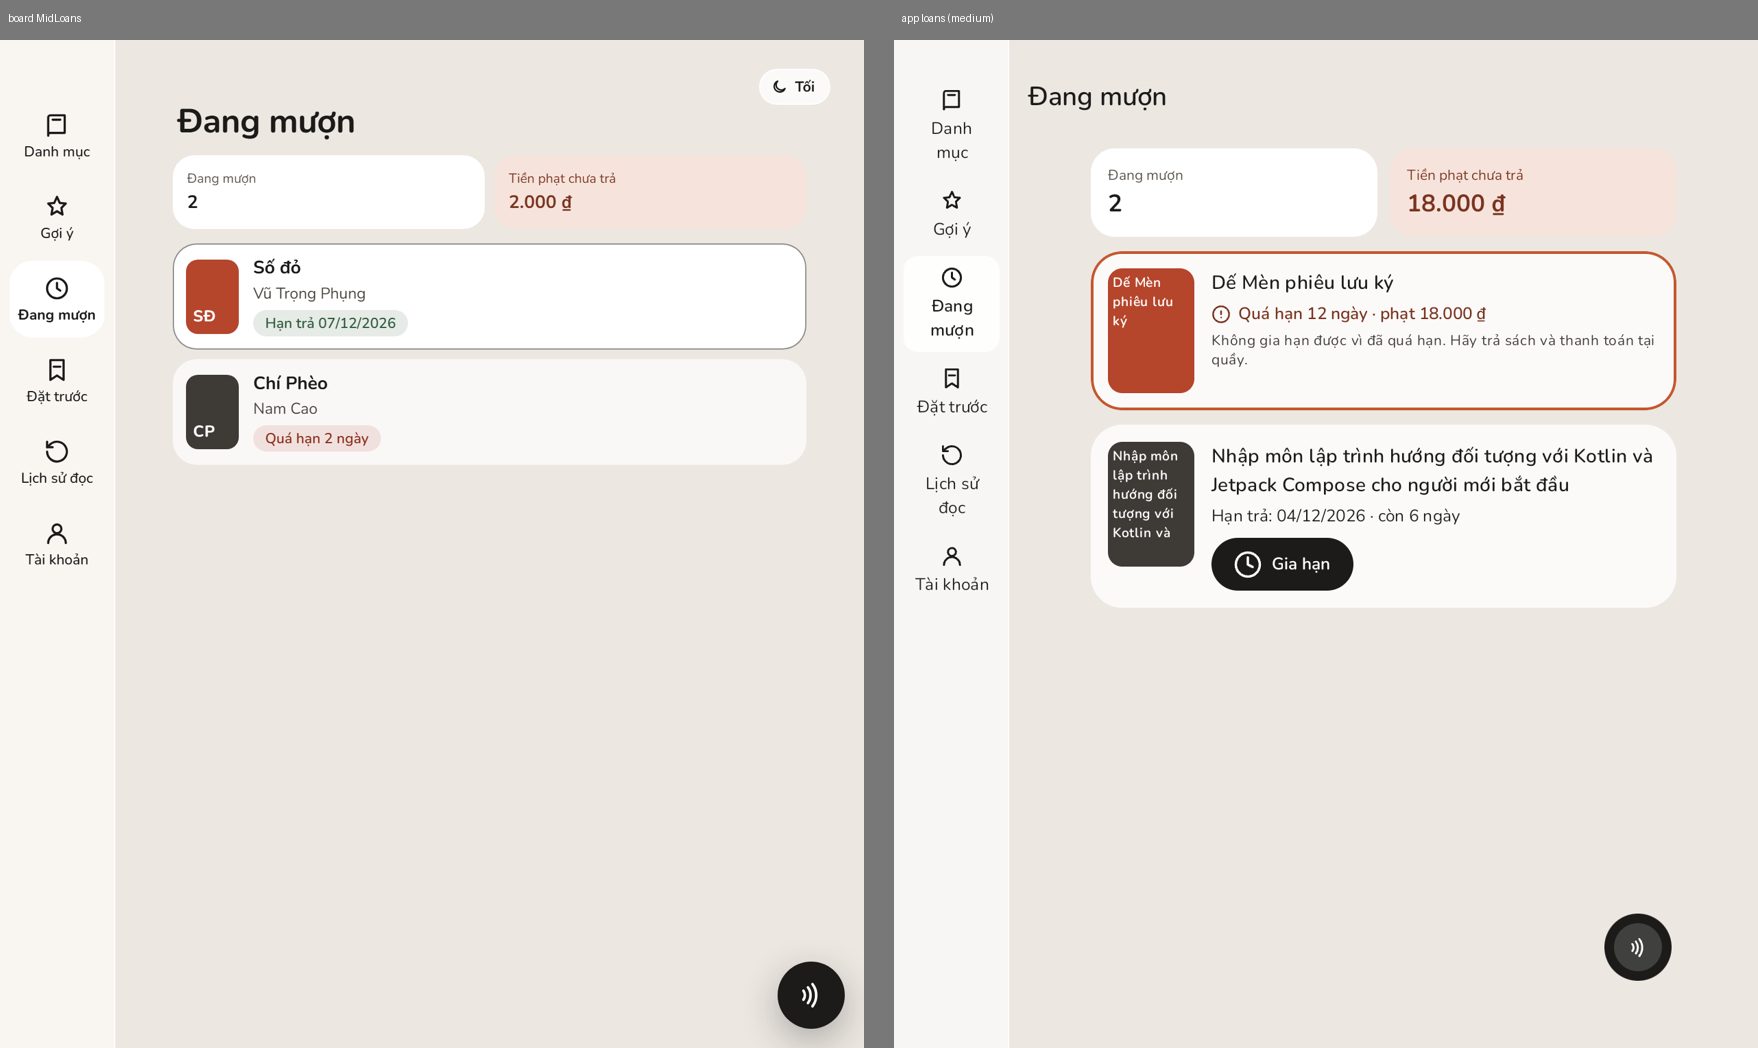 board MidLoans
Tối
Đang mượn
Danh mục
Gợi ý
Đang mượn
Đặt trước
Lịch sử đọc
Tài khoản
Đang mượn
2
Tiền phạt chưa trả
2.000 ₫
SĐ
Số đỏ
Vũ Trọng Phụng
Hạn trả 07/12/2026
CP
Chí Phèo
Nam Cao
Quá hạn 2 ngày
app loans (medium)
Đang mượn
Danh
mục
Gợi ý
Đang
mượn
Đặt trước
Lịch sử
đọc
Tài khoản
Đang mượn
2
Tiền phạt chưa trả
18.000 ₫
Dế Mèn
phiêu lưu
ký
Dế Mèn phiêu lưu ký
Quá hạn 12 ngày · phạt 18.000 ₫
Không gia hạn được vì đã quá hạn. Hãy trả sách và thanh toán tại
quầy.
Nhập môn
lập trình
hướng đối
tượng với
Kotlin và
Nhập môn lập trình hướng đối tượng với Kotlin và
Jetpack Compose cho người mới bắt đầu
Hạn trả: 04/12/2026 · còn 6 ngày
Gia hạn